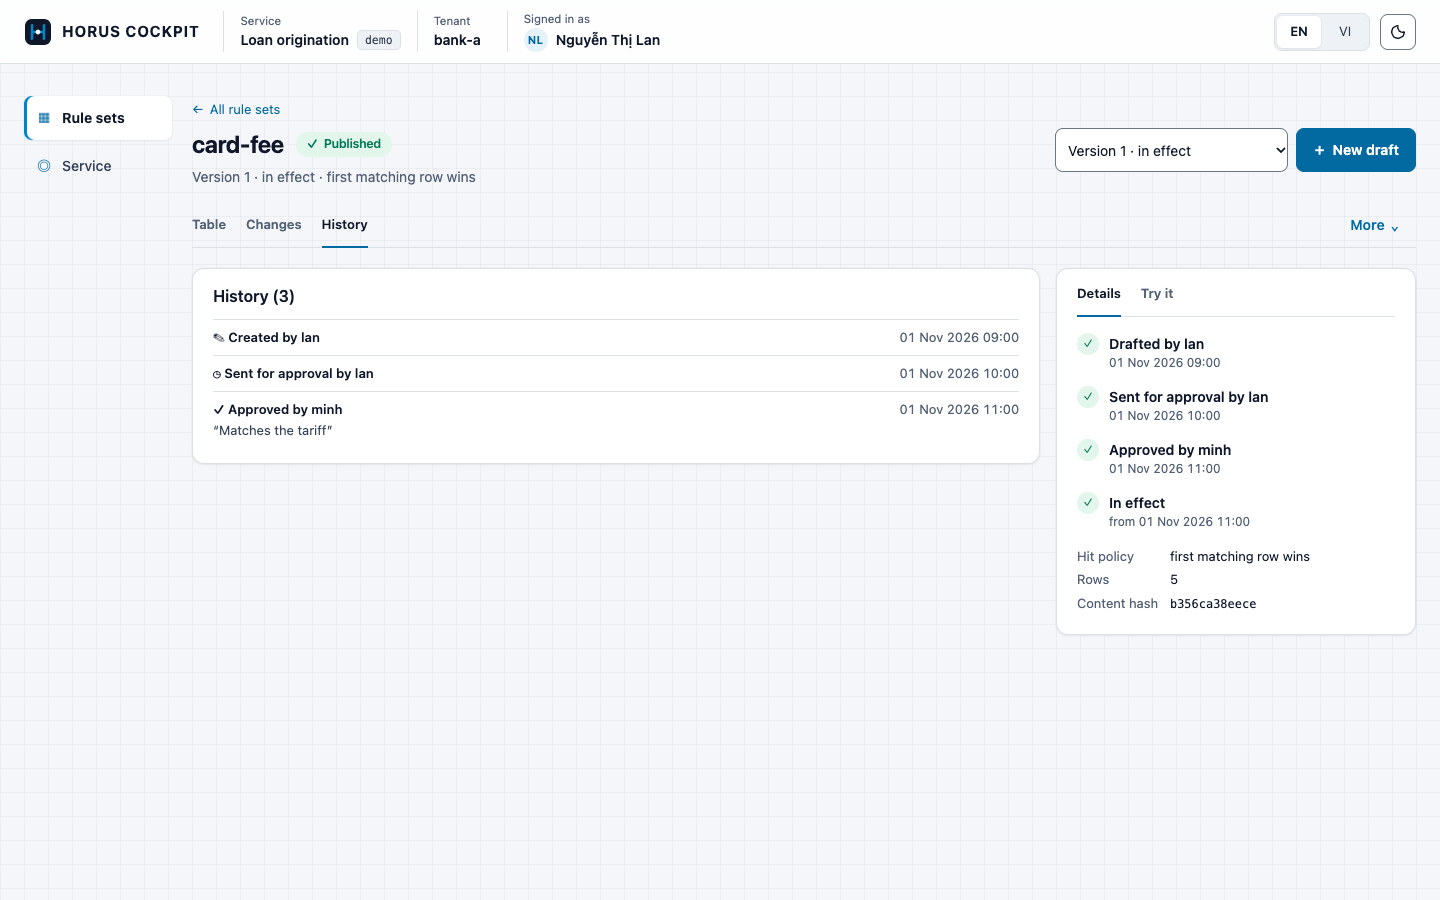 HORUS COCKPIT
Service
Loan origination demo
Tenant
bank-a
Signed in as
NL Nguyễn Thị Lan
EN VI
Rule sets
Service
← All rule sets
card-fee ✓ Published
Version 1 · in effect · first matching row wins
Version 1 · in effect
+ New draft
Table Changes History
More
History (3)
✎ Created by lan 01 Nov 2026 09:00
◷ Sent for approval by lan 01 Nov 2026 10:00
✓ Approved by minh 01 Nov 2026 11:00
“Matches the tariff”
Details Try it
✓ Drafted by lan
01 Nov 2026 09:00
✓ Sent for approval by lan
01 Nov 2026 10:00
✓ Approved by minh
01 Nov 2026 11:00
✓ In effect
from 01 Nov 2026 11:00
Hit policy first matching row wins
Rows 5
Content hash b356ca38eece